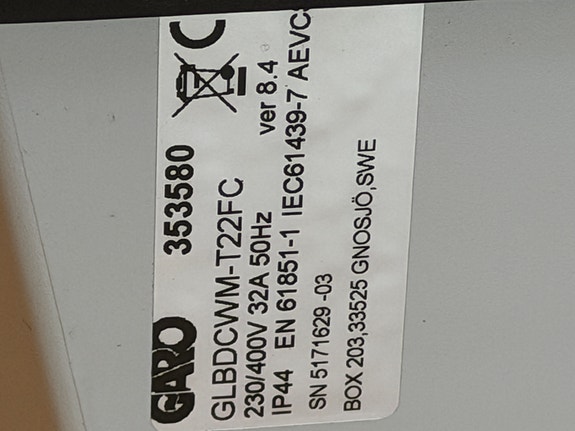 GARO 353580
GLBDCWM-T22FC
230/400V 32A 50Hz ver 8.4
IP44 EN 61851-1 IEC61439-7 AEVC
SN 5171629 -03
BOX 203,33525 GNOSJÖ,SWE